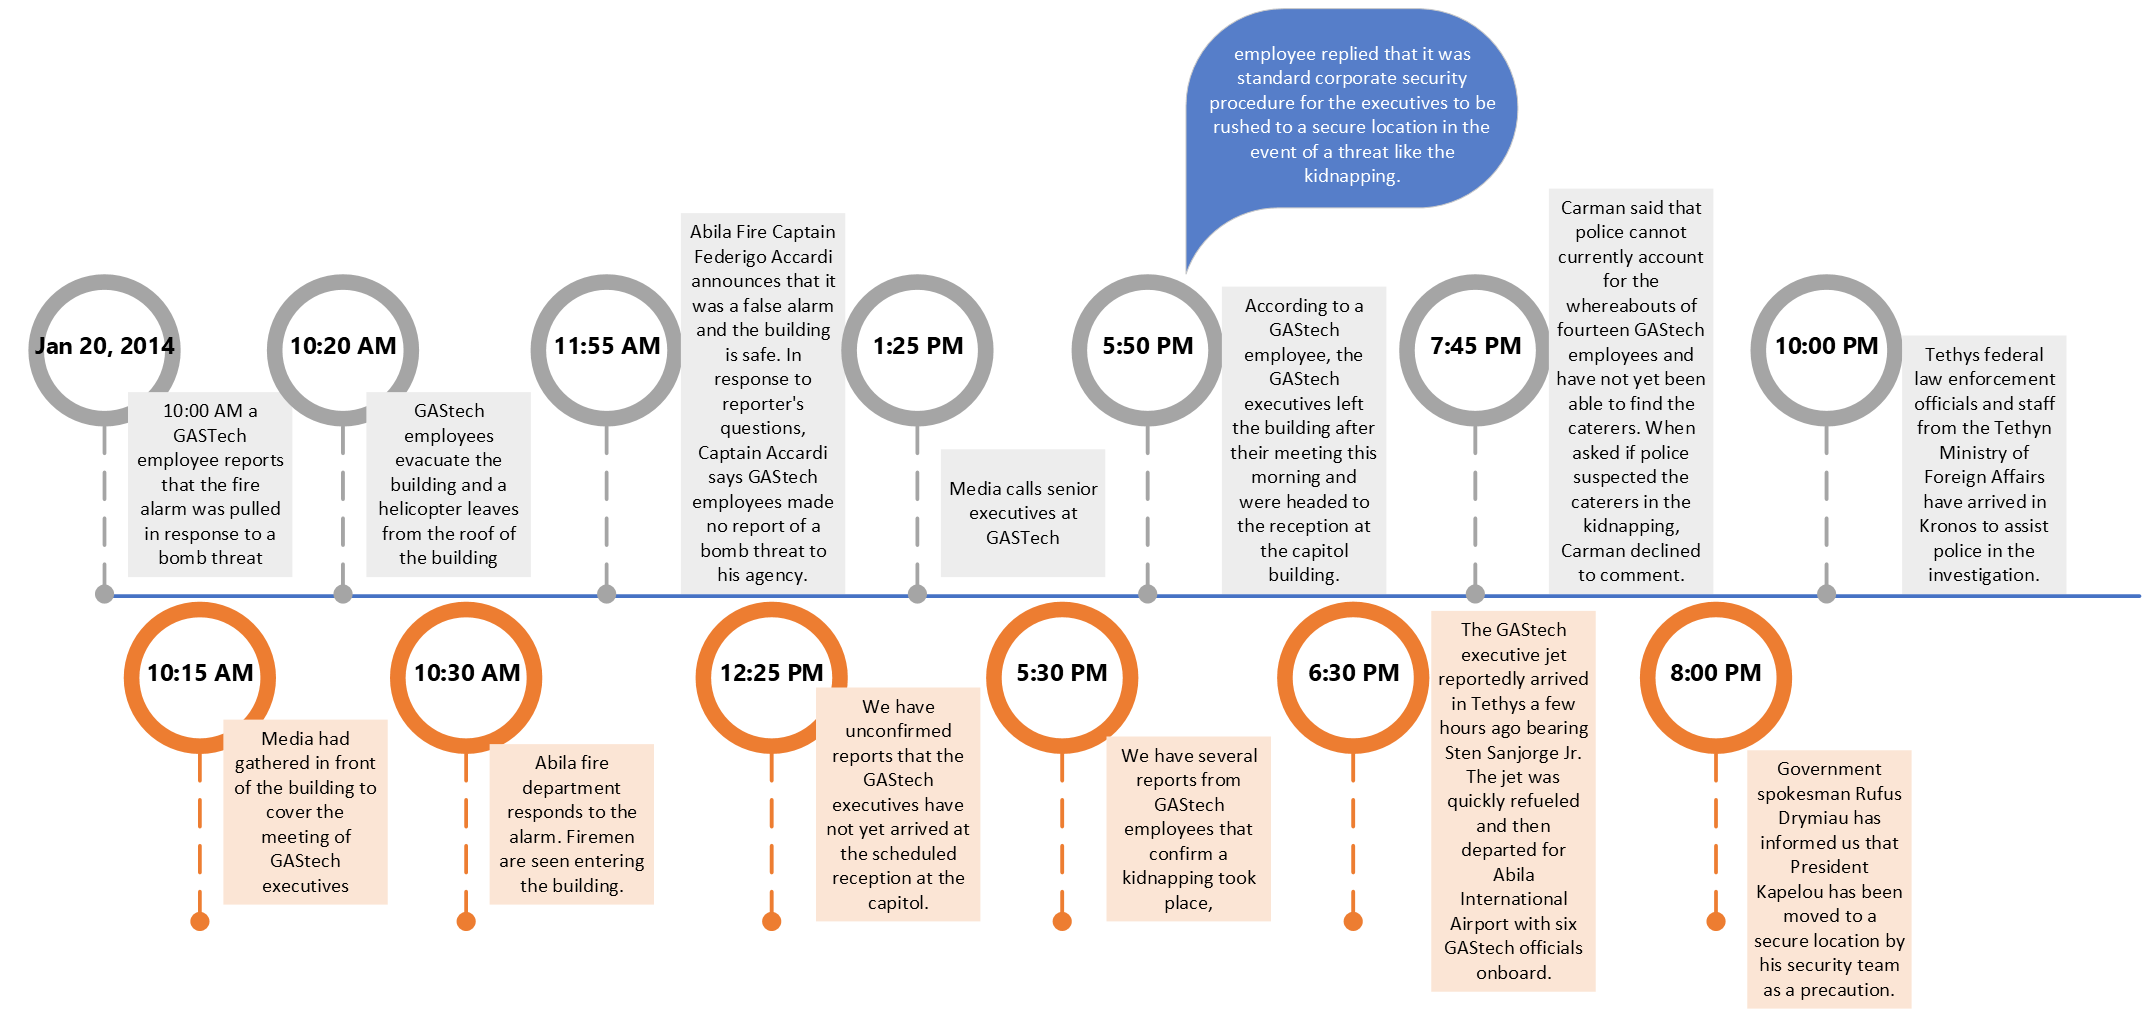 employee replied that it was
standard corporate security
procedure for the executives to be
rushed to a secure location in the
event of a threat like the
kidnapping.
Jan 20, 2014
10:00 AM a
GASTech
employee reports
that the fire
alarm was pulled
in response to a
bomb threat
10:20 AM
GAStech
employees
evacuate the
building and a
helicopter leaves
from the roof of
the building
11:55 AM
Abila Fire Captain
Federigo Accardi
announces that it
was a false alarm
and the building
is safe. In
response to
reporter's
questions,
Captain Accardi
says GAStech
employees made
no report of a
bomb threat to
his agency.
1:25 PM
Media calls senior
executives at
GASTech
5:50 PM
According to a
GAStech
employee, the
GAStech
executives left
the building after
their meeting this
morning and
were headed to
the reception at
the capitol
building.
7:45 PM
Carman said that
police cannot
currently account
for the
whereabouts of
fourteen GAStech
employees and
have not yet been
able to find the
caterers. When
asked if police
suspected the
caterers in the
kidnapping,
Carman declined
to comment.
10:00 PM
Tethys federal
law enforcement
officials and staff
from the Tethyn
Ministry of
Foreign Affairs
have arrived in
Kronos to assist
police in the
investigation.
10:15 AM
Media had
gathered in front
of the building to
cover the
meeting of
GAStech
executives
10:30 AM
Abila fire
department
responds to the
alarm. Firemen
are seen entering
the building.
12:25 PM
We have
unconfirmed
reports that the
GAStech
executives have
not yet arrived at
the scheduled
reception at the
capitol.
5:30 PM
We have several
reports from
GAStech
employees that
confirm a
kidnapping took
place,
6:30 PM
The GAStech
executive jet
reportedly arrived
in Tethys a few
hours ago bearing
Sten Sanjorge Jr.
The jet was
quickly refueled
and then
departed for
Abila
International
Airport with six
GAStech officials
onboard.
8:00 PM
Government
spokesman Rufus
Drymiau has
informed us that
President
Kapelou has been
moved to a
secure location by
his security team
as a precaution.